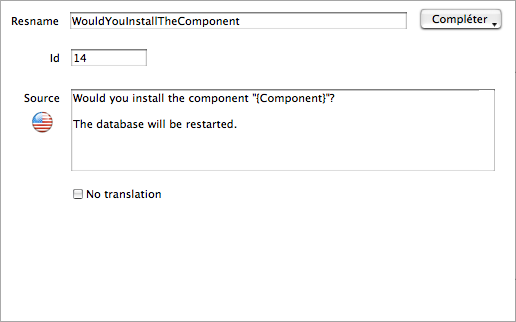 Resname WouldYouInstallTheComponent Compléter
Id 14
Source Would you install the component "{Component}"?
The database will be restarted.
No translation